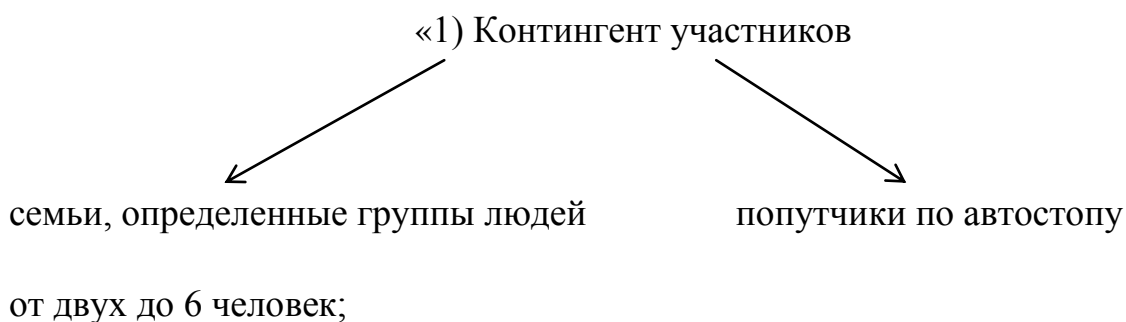 «1) Контингент участников
семьи, определенные группы людей
попутчики по автостопу
от двух до 6 человек;